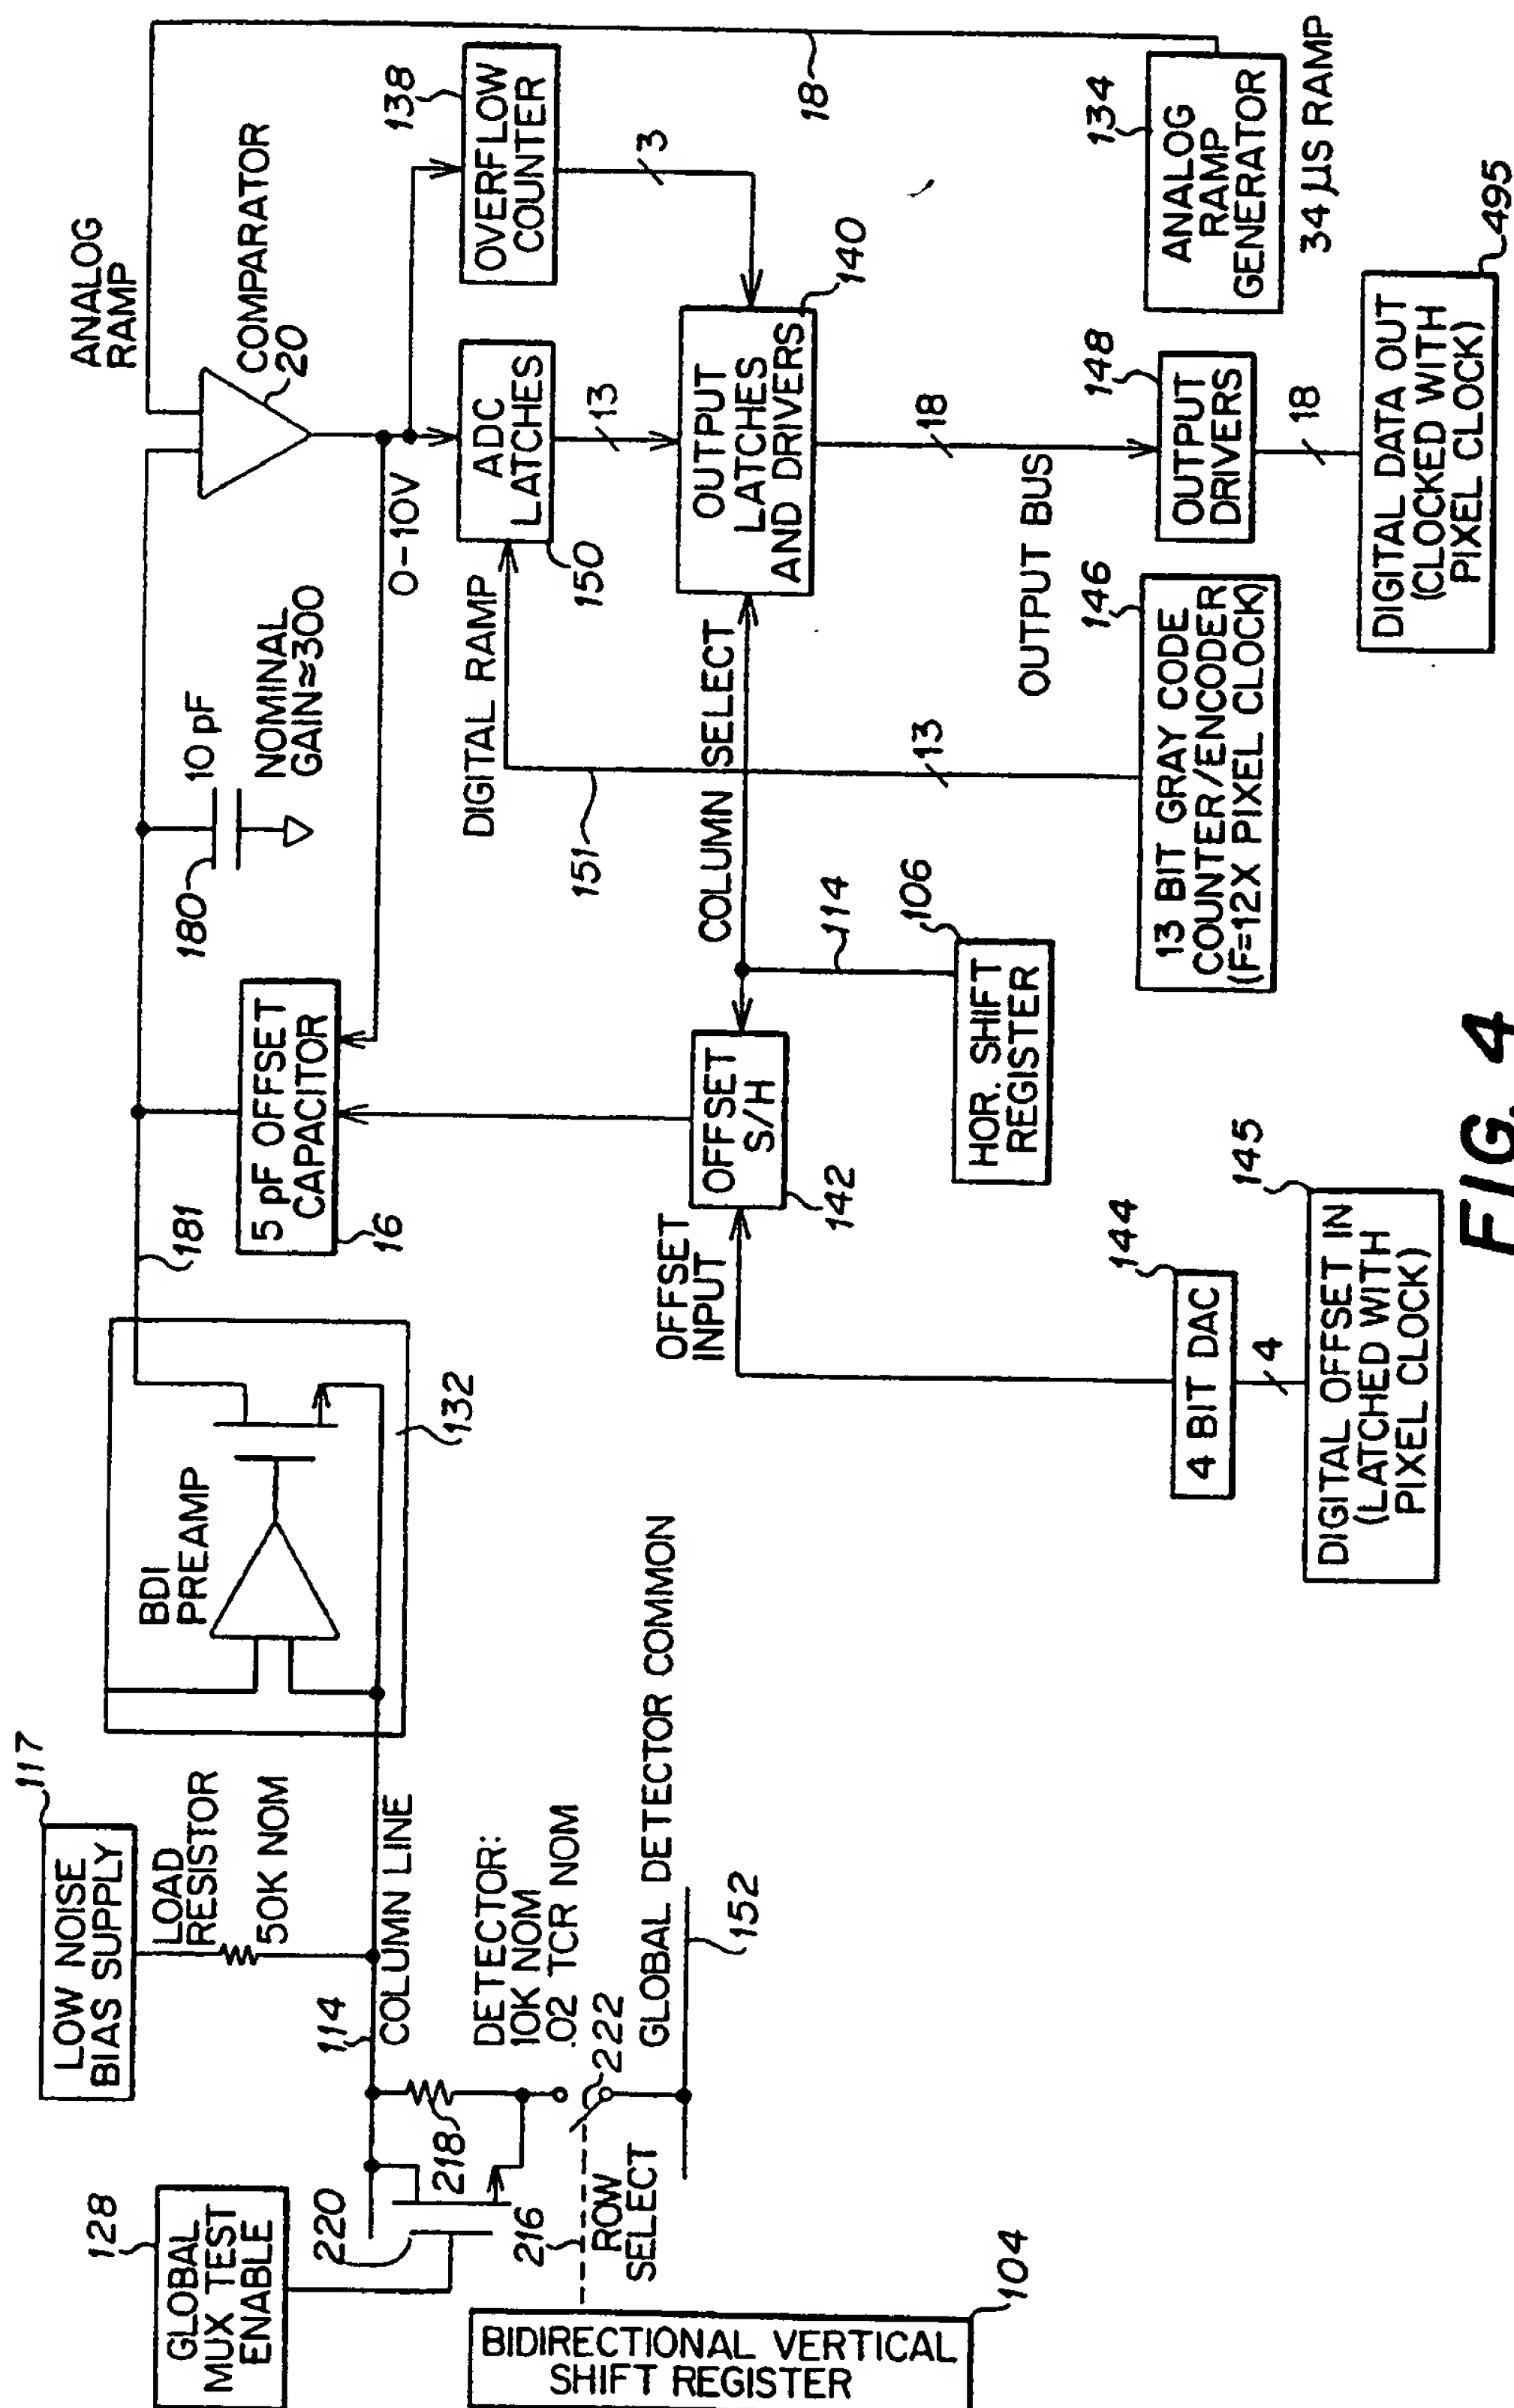 117
LOW NOISE
BIAS SUPPLY
LOAD
RESISTOR
50K NOM
128
GLOBAL
MUX TEST
ENABLE
114
COLUMN LINE
220
218
DETECTOR:
10K NOM
.02 TCR NOM
216
222
ROW
SELECT
GLOBAL DETECTOR COMMON
152
BIDIRECTIONAL VERTICAL
SHIFT REGISTER
104
BDI
PREAMP
132
181
5 pF OFFSET
CAPACITOR
16
180
10 pF
NOMINAL
GAIN≈300
ANALOG
RAMP
COMPARATOR
20
0-10V
138
OVERFLOW
COUNTER
3
18
DIGITAL RAMP
ADC
LATCHES
150
13
151
OFFSET
INPUT
OFFSET
S/H
142
COLUMN SELECT
OUTPUT
LATCHES
AND DRIVERS
140
114
106
HOR. SHIFT
REGISTER
13
OUTPUT BUS
18
144
4 BIT DAC
4
145
DIGITAL OFFSET IN
(LATCHED WITH
PIXEL CLOCK)
146
13 BIT GRAY CODE
COUNTER/ENCODER
(F=12X PIXEL CLOCK)
148
OUTPUT
DRIVERS
18
DIGITAL DATA OUT
(CLOCKED WITH
PIXEL CLOCK)
495
134
ANALOG
RAMP
GENERATOR
34 µS RAMP
FIG. 4